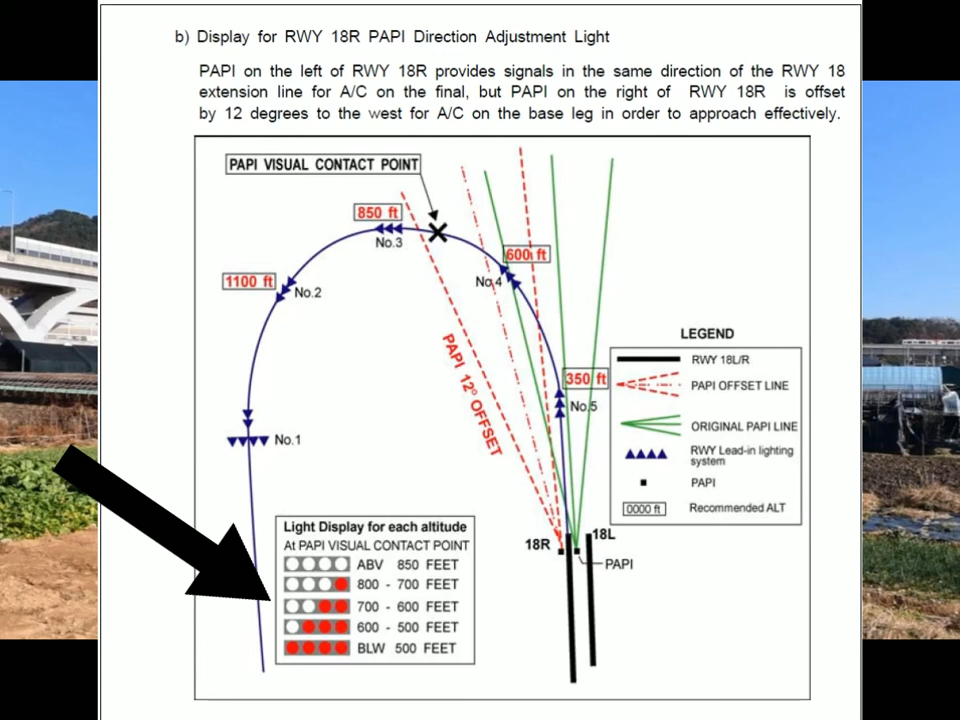 b) Display for RWY 18R PAPI Direction Adjustment Light
PAPI on the left of RWY 18R provides signals in the same direction of the RWY 18
extension line for A/C on the final, but PAPI on the right of RWY 18R is offset
by 12 degrees to the west for A/C on the base leg in order to approach effectively.
PAPI VISUAL CONTACT POINT
850 ft
No.3
600 ft
No.4
1100 ft
No.2
PAPI 12° OFFSET
350 ft
No.5
No.1
LEGEND
RWY 18L/R
PAPI OFFSET LINE
ORIGINAL PAPI LINE
RWY Lead-in lighting
system
PAPI
0000 ft
Recommended ALT
Light Display for each altitude
At PAPI VISUAL CONTACT POINT
ABV 850 FEET
800 - 700 FEET
700 - 600 FEET
600 - 500 FEET
BLW 500 FEET
18R
18L
PAPI